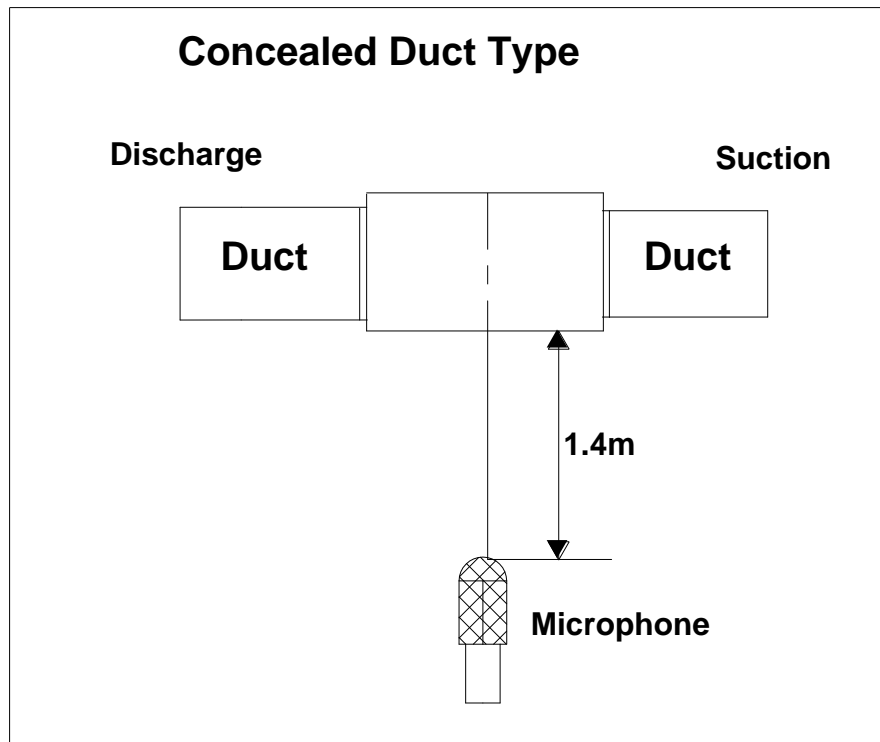 Concealed Duct Type
Discharge
Suction
Duct
Duct
1.4m
Microphone